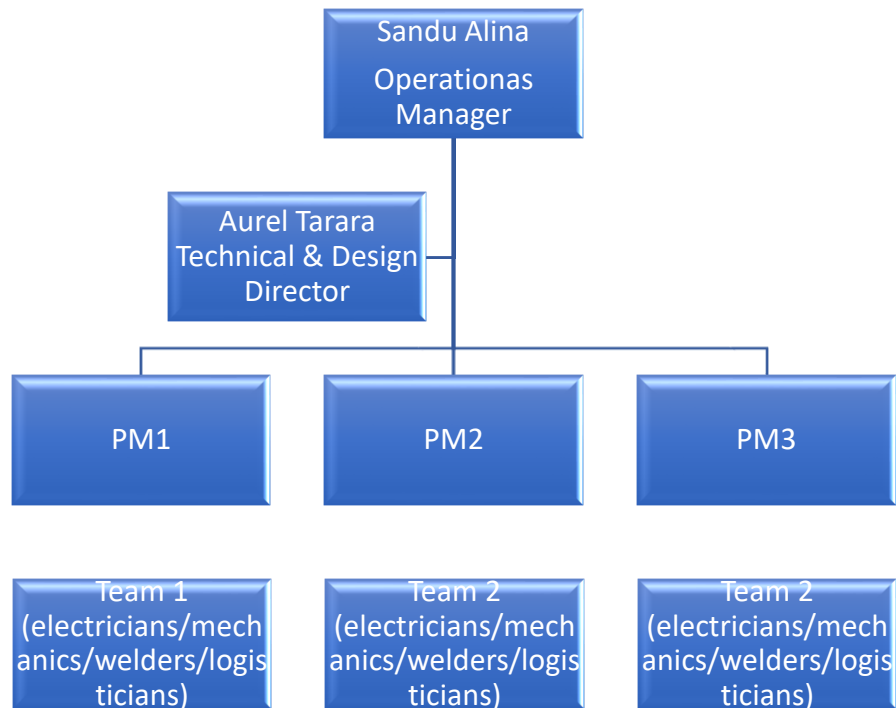 Sandu Alina
Operationas
Manager
Aurel Tarara
Technical & Design
Director
PM1
PM2
PM3
Team 1
(electricians/mech
anics/welders/logis
ticians)
Team 2
(electricians/mech
anics/welders/logis
ticians)
Team 2
(electricians/mech
anics/welders/logis
ticians)